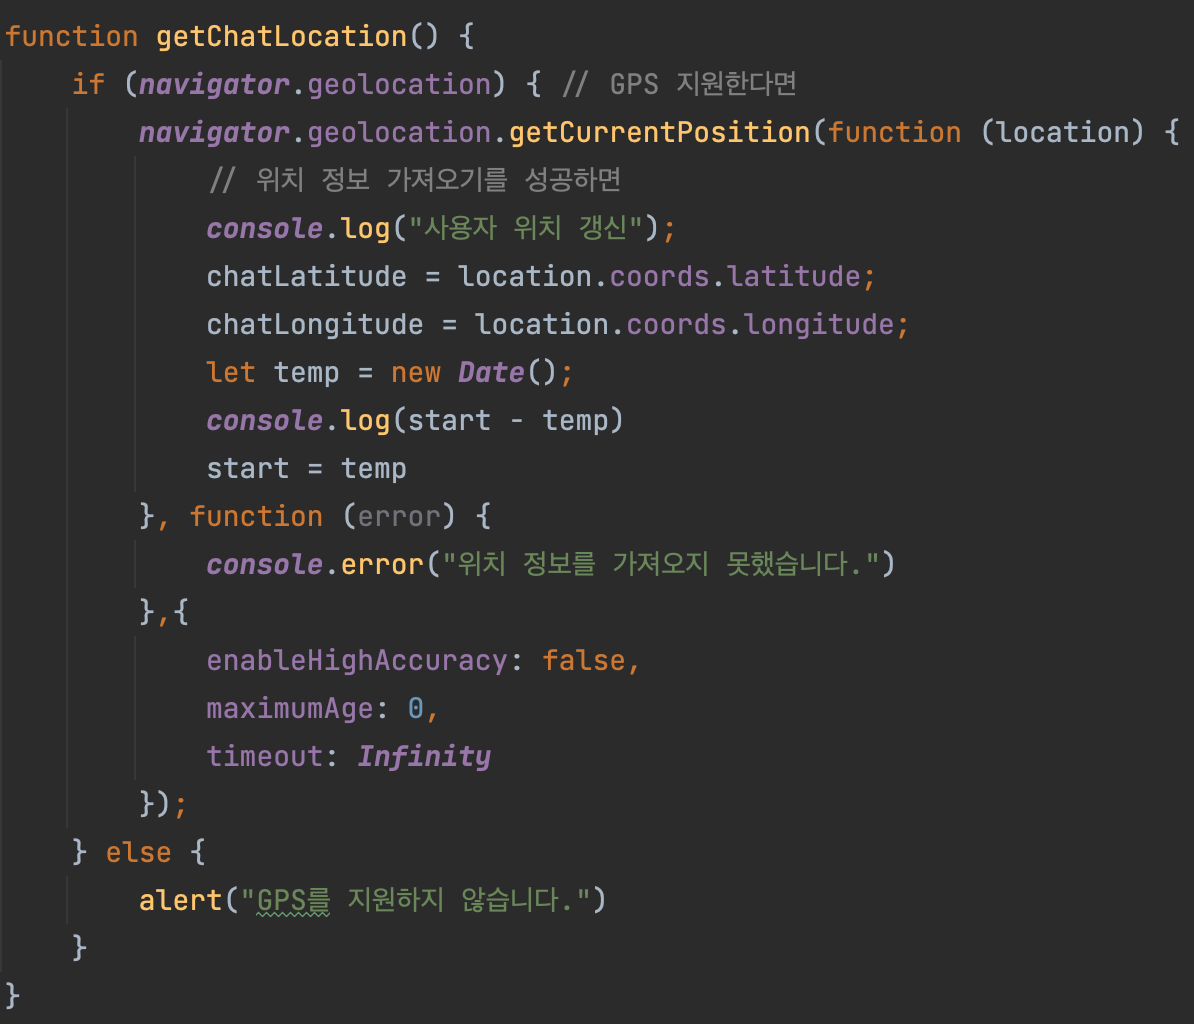 function getChatLocation() {
    if (navigator.geolocation) { // GPS 지원한다면
        navigator.geolocation.getCurrentPosition(function (location) {
            // 위치 정보 가져오기를 성공하면
            console.log("사용자 위치 갱신");
            chatLatitude = location.coords.latitude;
            chatLongitude = location.coords.longitude;
            let temp = new Date();
            console.log(start - temp)
            start = temp
        }, function (error) {
            console.error("위치 정보를 가져오지 못했습니다.")
        },{
            enableHighAccuracy: false,
            maximumAge: 0,
            timeout: Infinity
        });
    } else {
        alert("GPS를 지원하지 않습니다.")
    }
}